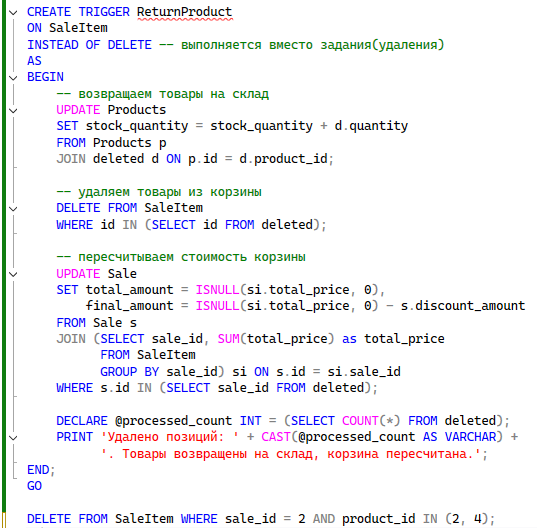 CREATE TRIGGER ReturnProduct
ON SaleItem
INSTEAD OF DELETE -- выполняется вместо задания(удаления)
AS
BEGIN
    -- возвращаем товары на склад
    UPDATE Products
    SET stock_quantity = stock_quantity + d.quantity
    FROM Products p
    JOIN deleted d ON p.id = d.product_id;

    -- удаляем товары из корзины
    DELETE FROM SaleItem
    WHERE id IN (SELECT id FROM deleted);

    -- пересчитываем стоимость корзины
    UPDATE Sale
    SET total_amount = ISNULL(si.total_price, 0),
        final_amount = ISNULL(si.total_price, 0) - s.discount_amount
    FROM Sale s
    JOIN (SELECT sale_id, SUM(total_price) as total_price
          FROM SaleItem
          GROUP BY sale_id) si ON s.id = si.sale_id
    WHERE s.id IN (SELECT sale_id FROM deleted);

    DECLARE @processed_count INT = (SELECT COUNT(*) FROM deleted);
    PRINT 'Удалено позиций: ' + CAST(@processed_count AS VARCHAR) +
          '. Товары возвращены на склад, корзина пересчитана.';
END;
GO

DELETE FROM SaleItem WHERE sale_id = 2 AND product_id IN (2, 4);